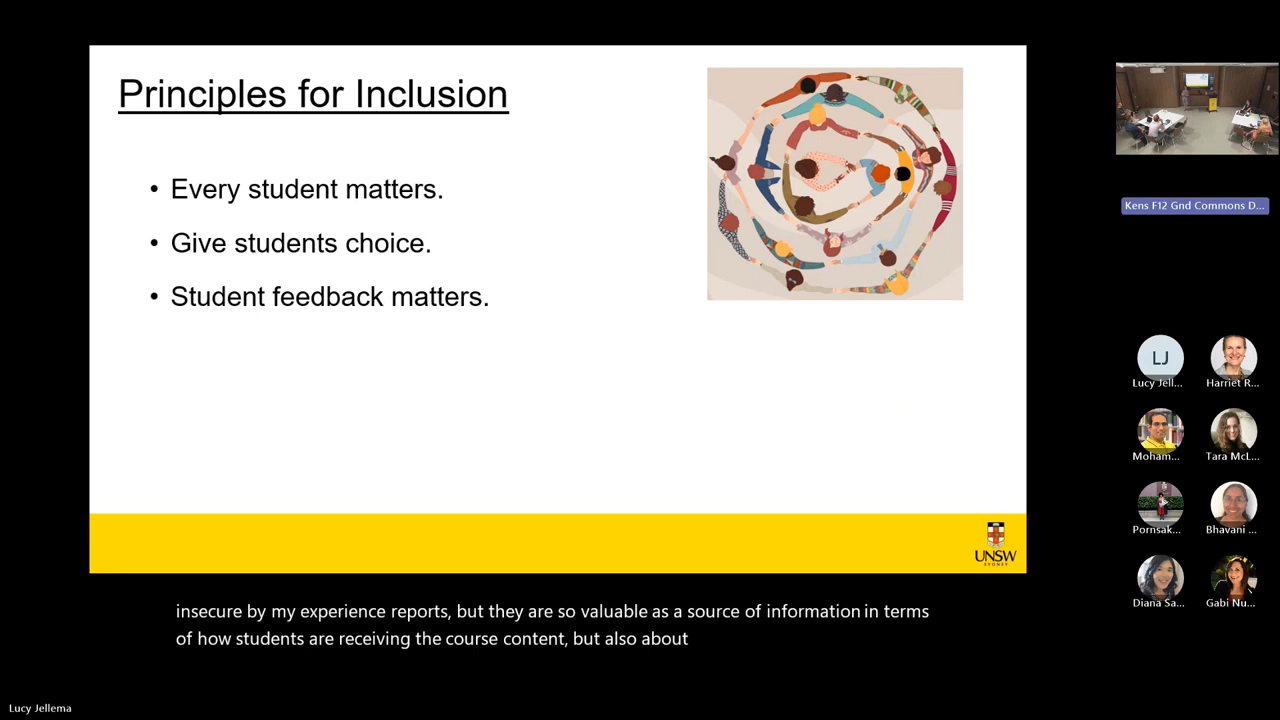 Principles for Inclusion
• Every student matters.
• Give students choice.
• Student feedback matters.
UNSW
SYDNEY
insecure by my experience reports, but they are so valuable as a source of information in terms
of how students are receiving the course content, but also about
Lucy Jellema
Kens F12 Gnd Commons D...
LJ
Lucy Jell...
Harriet R...
Moham...
Tara McL...
Pornsak...
Bhavani ...
Diana Sa...
Gabi Nu...